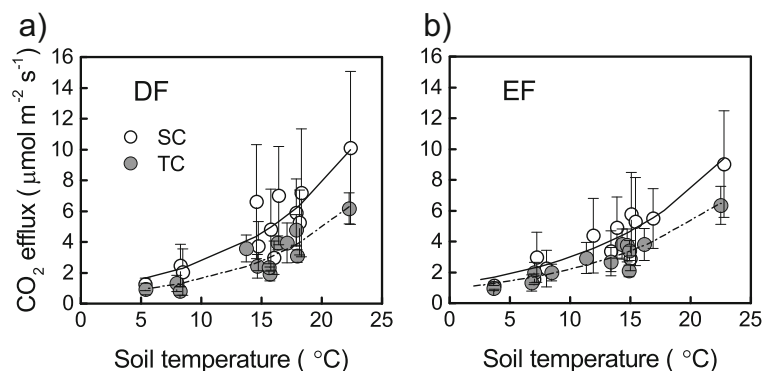 a)
b)
16
14
12
10
8
6
4
2
0
CO₂ efflux ( μmol m⁻² s⁻¹)
DF
SC
TC
0 5 10 15 20 25
Soil temperature ( °C)
16
14
12
10
8
6
4
2
0
EF
0 5 10 15 20 25
Soil temperature ( °C)